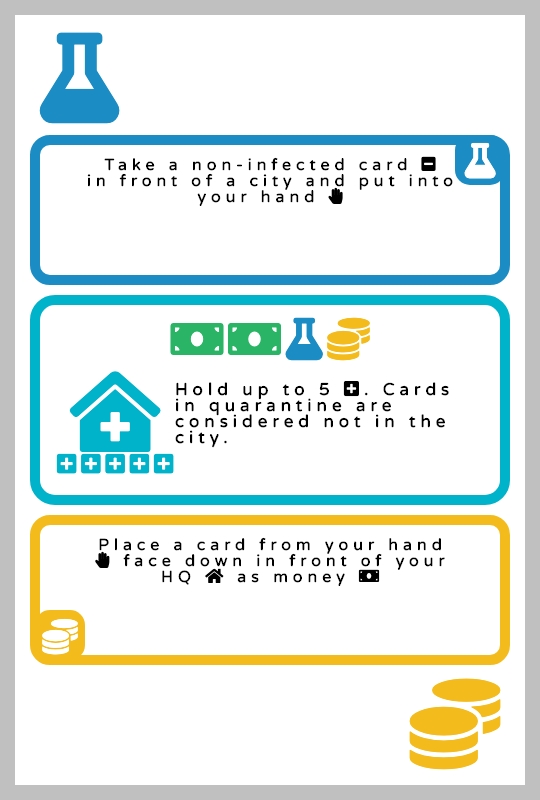 Take a non-infected card
in front of a city and put into
your hand
Hold up to 5 . Cards
in quarantine are
considered not in the
city.
Place a card from your hand
face down in front of your
HQ as money